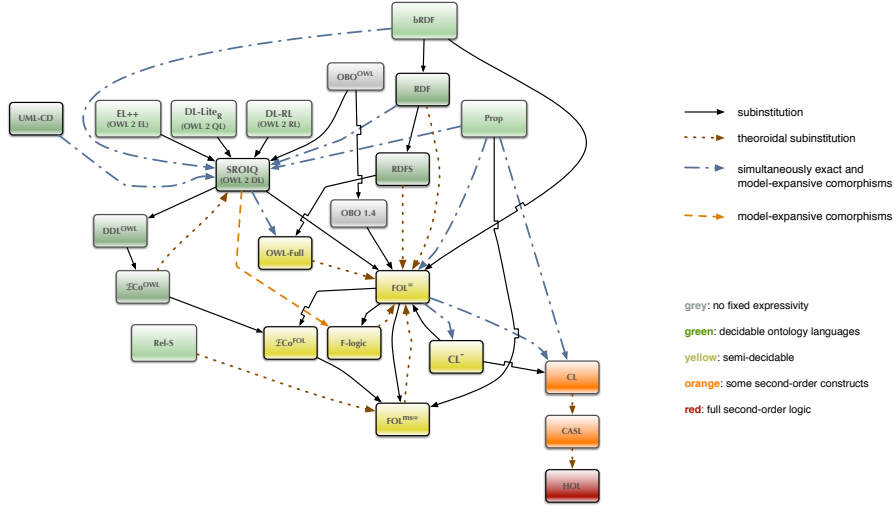 bRDF
OBO^OWL
RDF
UML-CD
EL++
(OWL 2 EL)
DL-Lite_R
(OWL 2 QL)
DL-RL
(OWL 2 RL)
Prop
SROIQ
(OWL 2 DL)
RDFS
OBO 1.4
DDL^OWL
OWL-Full
ℰCo^OWL
FOL^=
Rel-S
ℰCo^FOL
F-logic
CL^-
CL
FOL^ms=
CASL
HOL
subinstitution
theoroidal subinstitution
simultaneously exact and
model-expansive comorphisms
model-expansive comorphisms
grey: no fixed expressivity
green: decidable ontology languages
yellow: semi-decidable
orange: some second-order constructs
red: full second-order logic